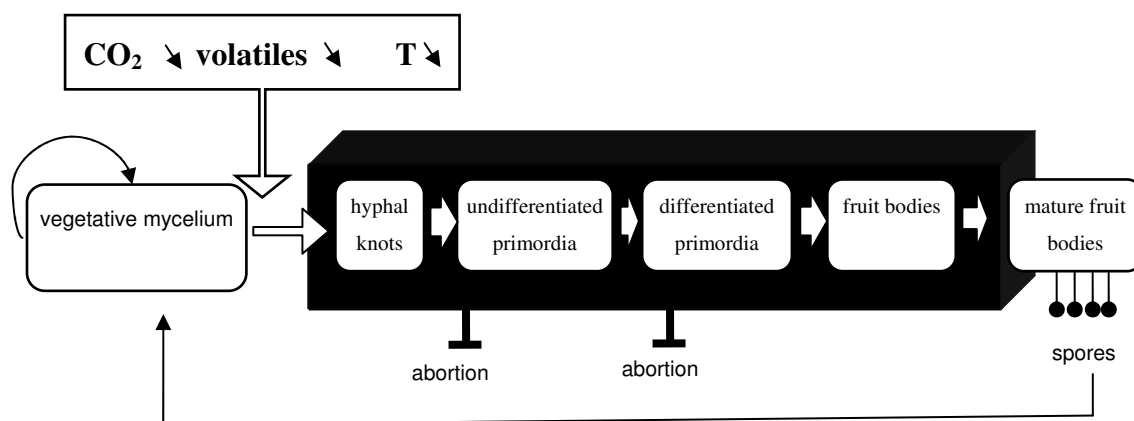 CO₂ ↘ volatiles ↘ T ↘
vegetative mycelium
hyphal
knots
undifferentiated
primordia
differentiated
primordia
fruit bodies
mature fruit
bodies
abortion
abortion
spores